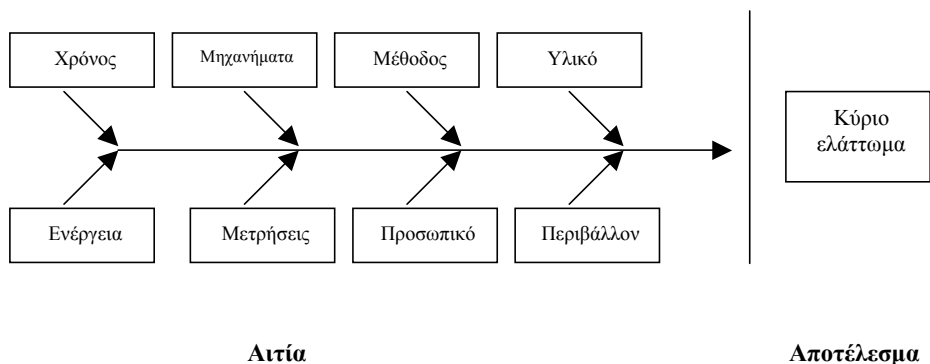 Χρόνος
Μηχανήματα
Μέθοδος
Υλικό
Κύριο
ελάττωμα
Ενέργεια
Μετρήσεις
Προσωπικό
Περιβάλλον
Αιτία
Αποτέλεσμα